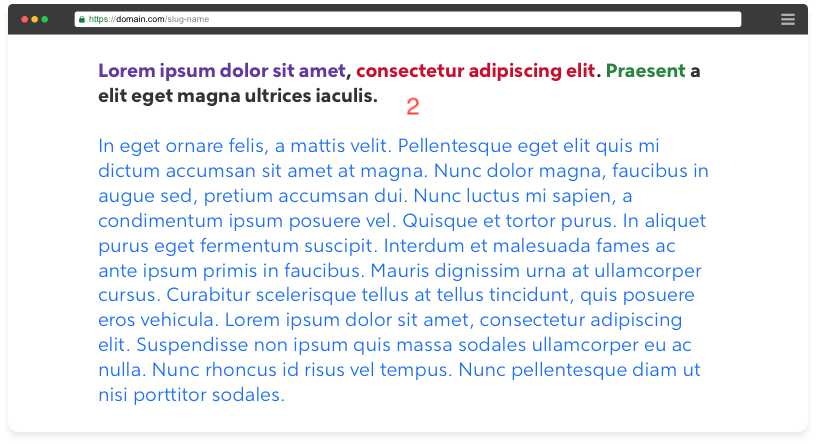 https://domain.com/slug-name
Lorem ipsum dolor sit amet, consectetur adipiscing elit. Praesent a
elit eget magna ultrices iaculis.
2
In eget ornare felis, a mattis velit. Pellentesque eget elit quis mi
dictum accumsan sit amet at magna. Nunc dolor magna, faucibus in
augue sed, pretium accumsan dui. Nunc luctus mi sapien, a
condimentum ipsum posuere vel. Quisque et tortor purus. In aliquet
purus eget fermentum suscipit. Interdum et malesuada fames ac
ante ipsum primis in faucibus. Mauris dignissim urna at ullamcorper
cursus. Curabitur scelerisque tellus at tellus tincidunt, quis posuere
eros vehicula. Lorem ipsum dolor sit amet, consectetur adipiscing
elit. Suspendisse non ipsum quis massa sodales ullamcorper eu ac
nulla. Nunc rhoncus id risus vel tempus. Nunc pellentesque diam ut
nisi porttitor sodales.